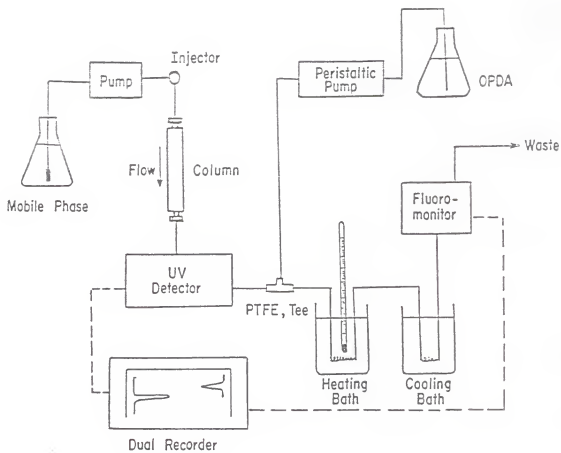 Injector
Pump
Peristaltic
Pump
OPDA
Flow
Column
Mobile Phase
Waste
Fluoro-
monitor
UV
Detector
PTFE, Tee
Heating
Bath
Cooling
Bath
Dual Recorder